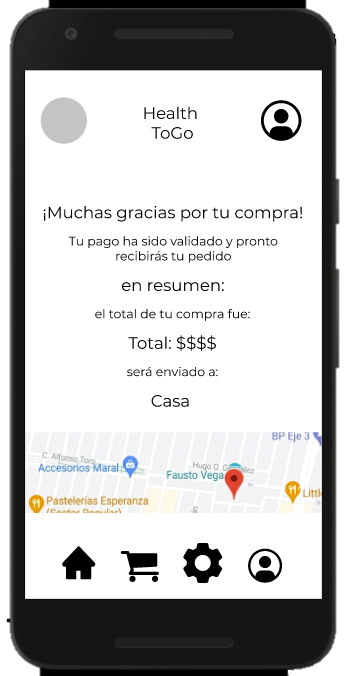 Health
ToGo
¡Muchas gracias por tu compra!
Tu pago ha sido validado y pronto
recibirás tu pedido
en resumen:
el total de tu compra fue:
Total: $$$$
será enviado a:
Casa
BP Eje 3
C. Alfonso Toro
Accesorios Maral
Hugo O. González
Fausto Vega
Pastelerías Esperanza
(Sector Popular)
Littl